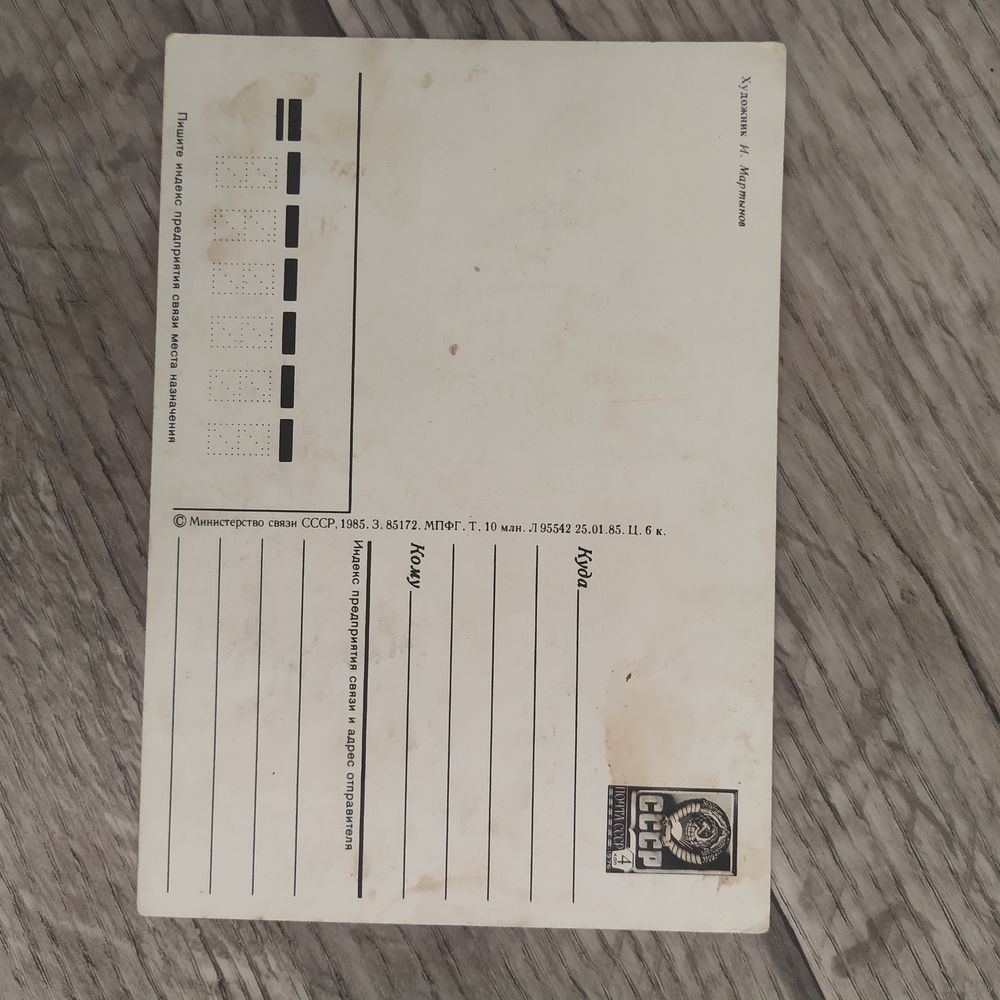 Художник И. Мартынов
Пишите индекс предприятия связи места назначения
© Министерство связи СССР, 1985. З. 85172. МПФГ. Т. 10 млн. Л 95542 25.01.85. Ц. 6 к.
СССР
ПОЧТА СССР
4
Куда
Кому
Индекс предприятия связи и адрес отправителя